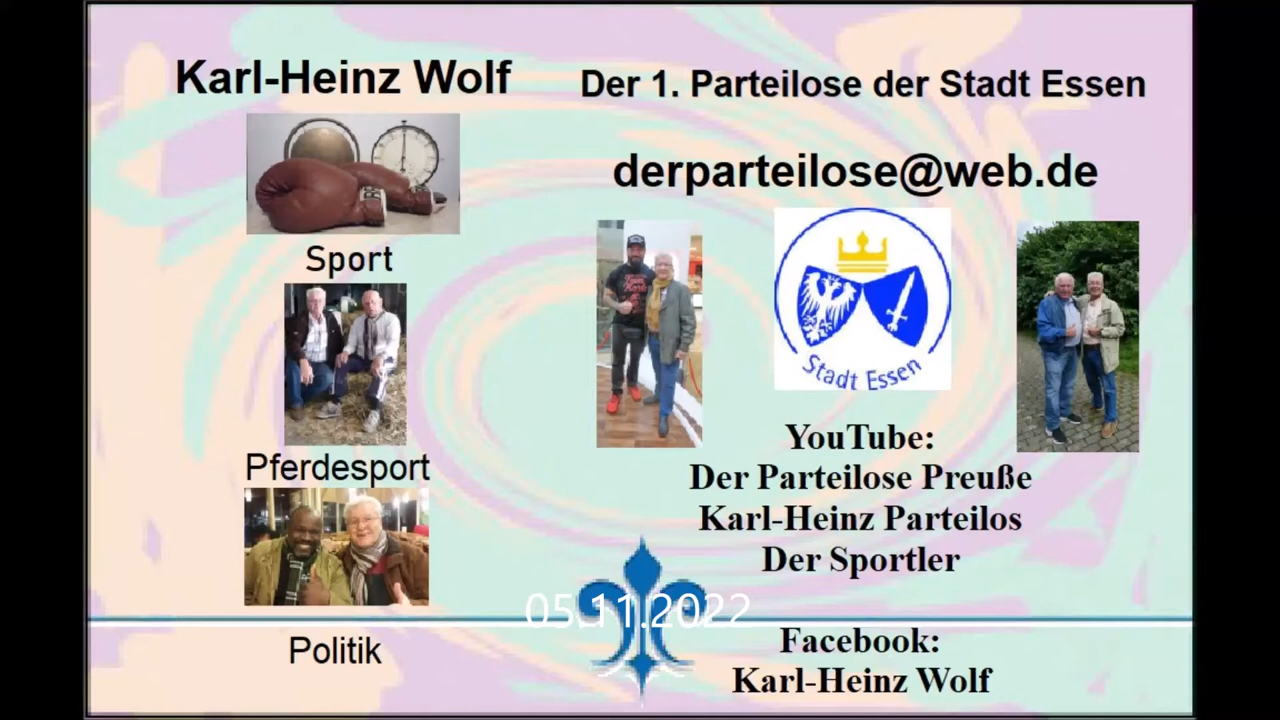 Karl-Heinz Wolf
Der 1. Parteilose der Stadt Essen
derparteilose@web.de
Sport
Pferdesport
Politik
Stadt Essen
YouTube:
Der Parteilose Preuße
Karl-Heinz Parteilos
Der Sportler
05.11.2022
Facebook:
Karl-Heinz Wolf